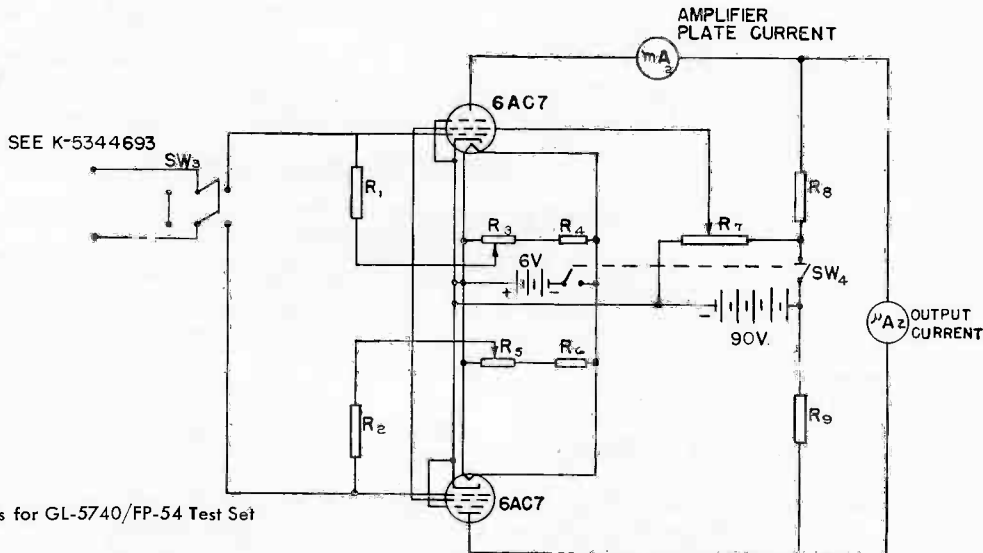 AMPLIFIER
PLATE CURRENT
mA2
6AC7
SEE K-5344693
SW3
R1
R8
R3
R4
R7
6V
+
-
SW4
-
90V.
μA2
OUTPUT
CURRENT
R5
R6
R2
R9
6AC7
s for GL-5740/FP-54 Test Set